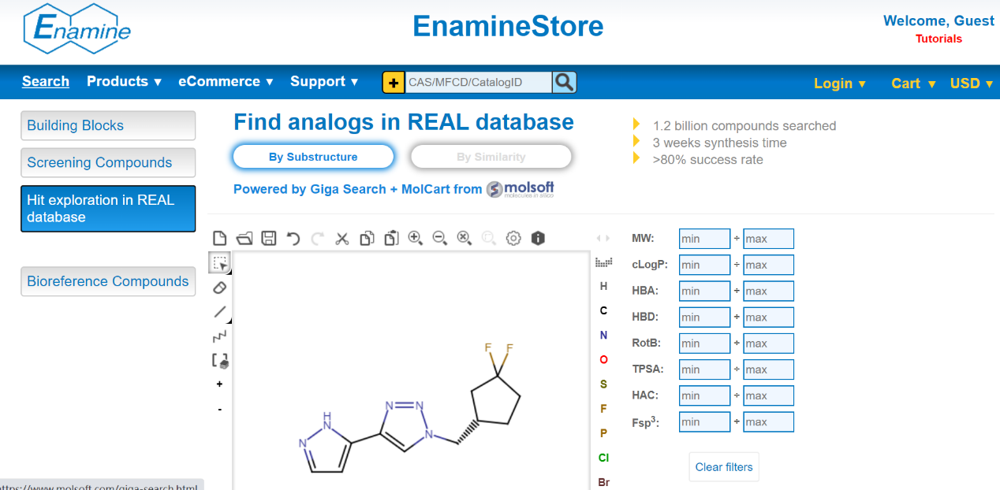 Enamine
EnamineStore
Welcome, Guest
Tutorials
Search Products ▼ eCommerce ▼ Support ▼ + CAS/MFCD/CatalogID Login ▼ Cart ▼ USD ▼
Building Blocks
Screening Compounds
Hit exploration in REAL
database
Bioreference Compounds
Find analogs in REAL database
By Substructure By Similarity
Powered by Giga Search + MolCart from molsoft
molecules in silico
1.2 billion compounds searched
3 weeks synthesis time
>80% success rate
+
-
F F
N N
H
N
N
N
H
C
N
O
S
F
P
Cl
Br
MW: min ÷ max
cLogP: min ÷ max
HBA: min ÷ max
HBD: min ÷ max
RotB: min ÷ max
TPSA: min ÷ max
HAC: min ÷ max
Fsp³: min ÷ max
Clear filters
https://www.molsoft.com/giga-search.html